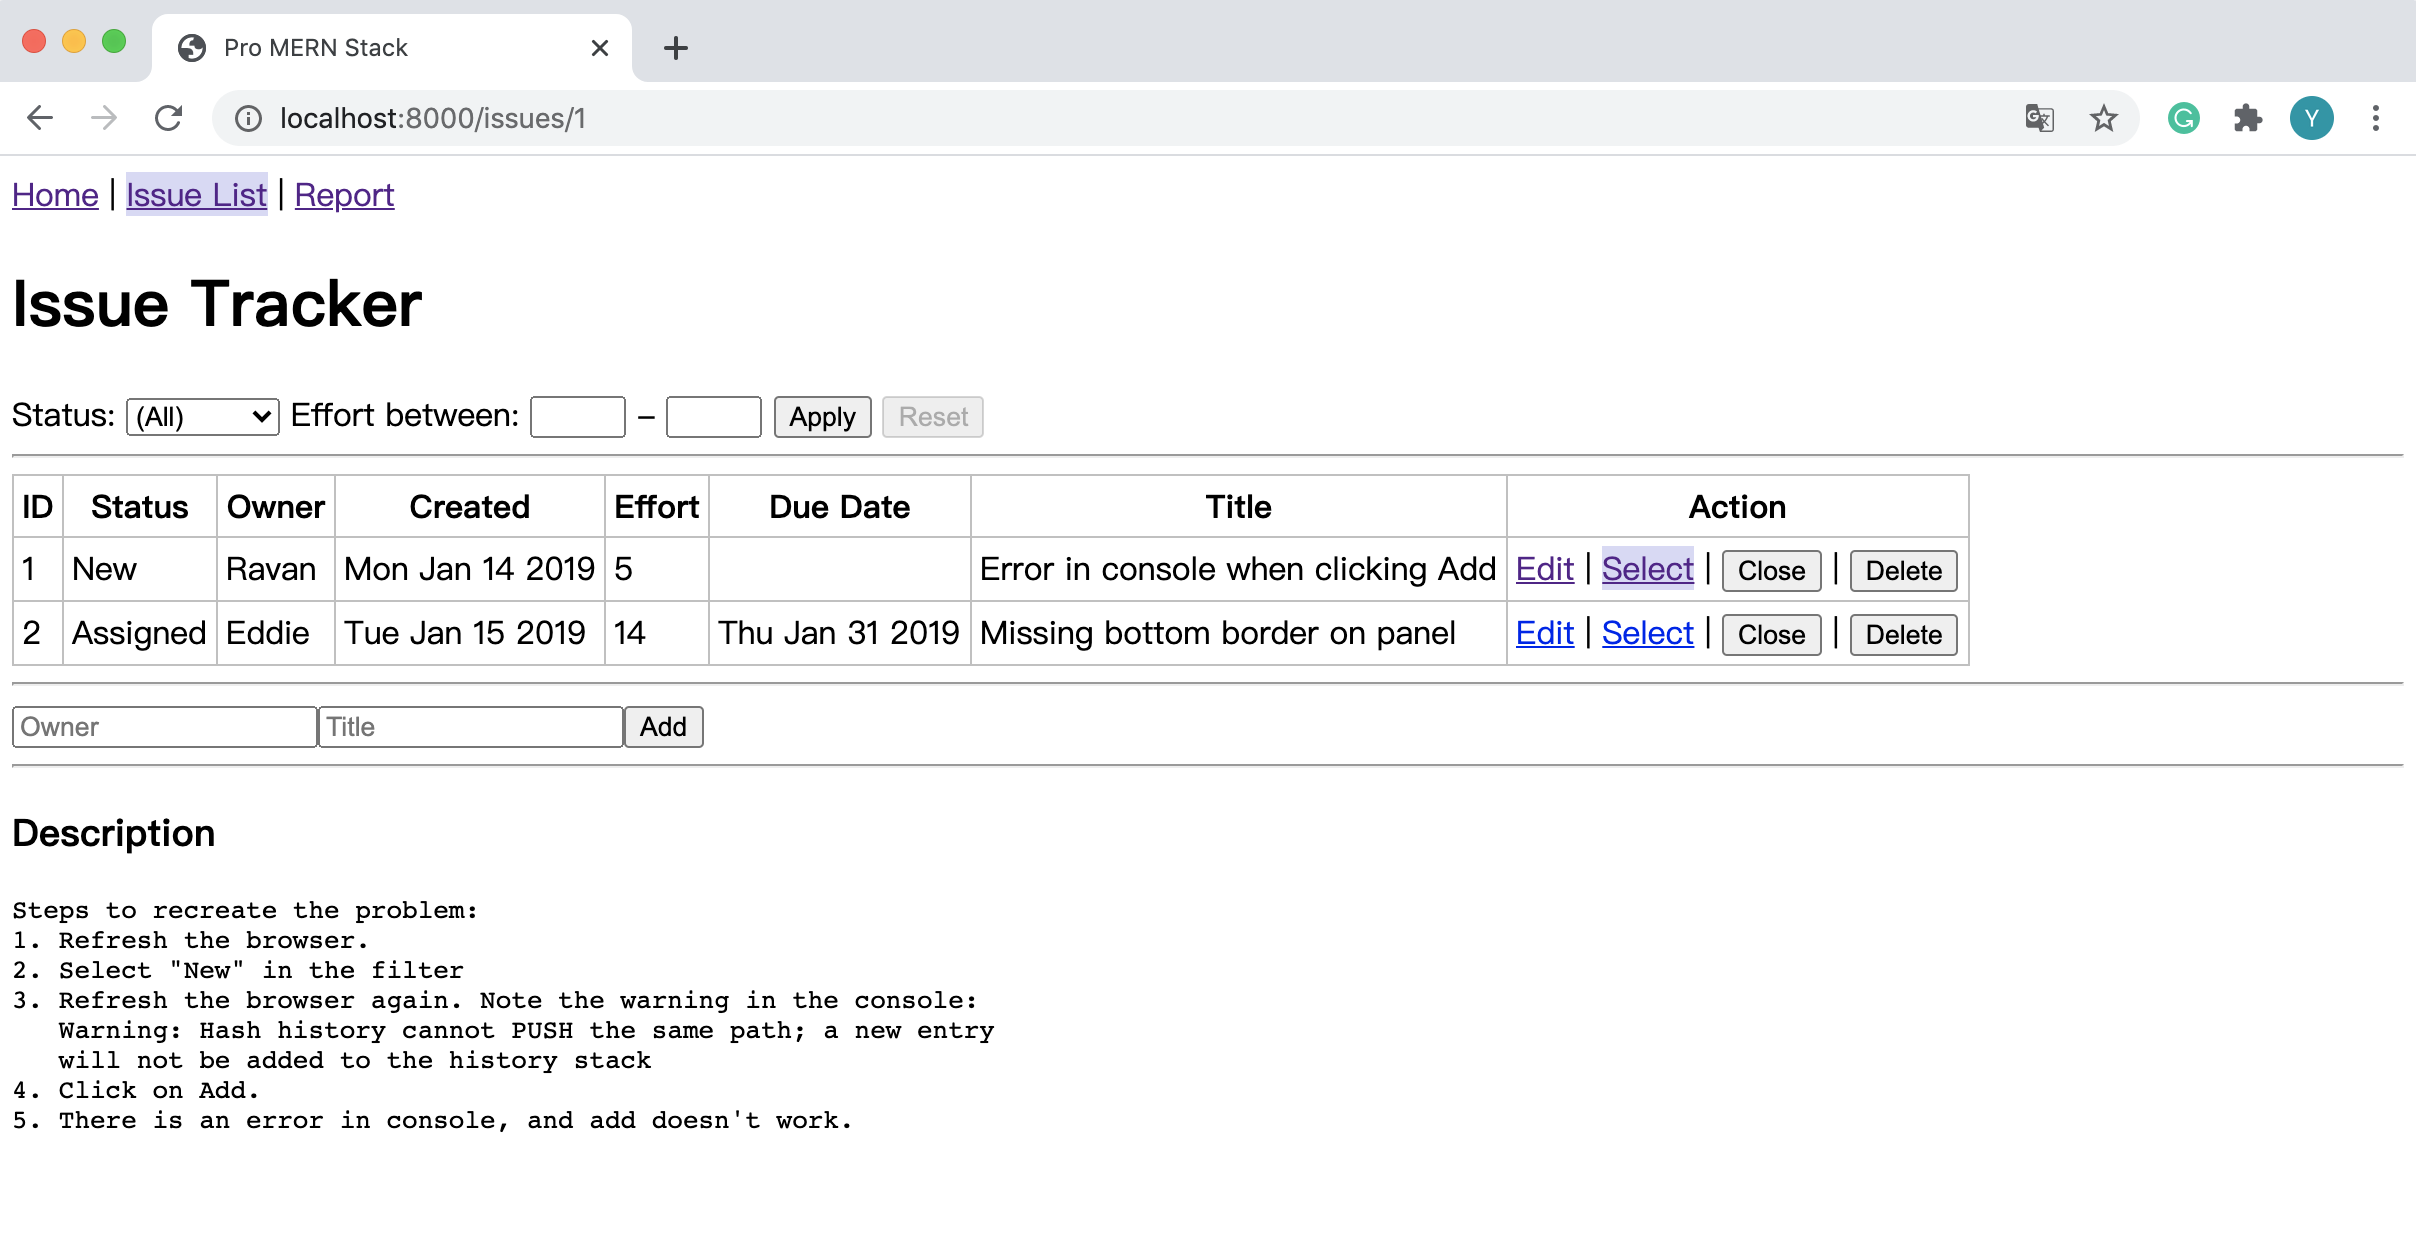 Pro MERN Stack
localhost:8000/issues/1
Y
Home | Issue List | Report
Issue Tracker
Status: (All) Effort between: – Apply Reset
ID Status Owner Created Effort Due Date Title Action
1 New Ravan Mon Jan 14 2019 5 Error in console when clicking Add Edit | Select | Close | Delete
2 Assigned Eddie Tue Jan 15 2019 14 Thu Jan 31 2019 Missing bottom border on panel Edit | Select | Close | Delete
Owner Title Add
Description
Steps to recreate the problem:
1. Refresh the browser.
2. Select "New" in the filter
3. Refresh the browser again. Note the warning in the console:
Warning: Hash history cannot PUSH the same path; a new entry
will not be added to the history stack
4. Click on Add.
5. There is an error in console, and add doesn't work.